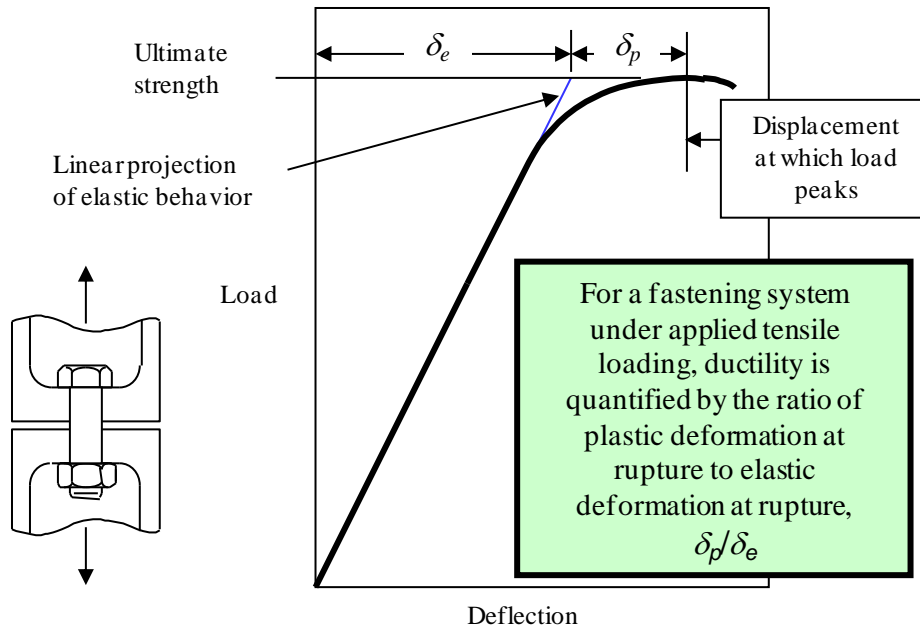 δe
δp
Ultimate
strength
Linear projection
of elastic behavior
Displacement
at which load
peaks
Load
For a fastening system
under applied tensile
loading, ductility is
quantified by the ratio of
plastic deformation at
rupture to elastic
deformation at rupture,
δp/δe
Deflection